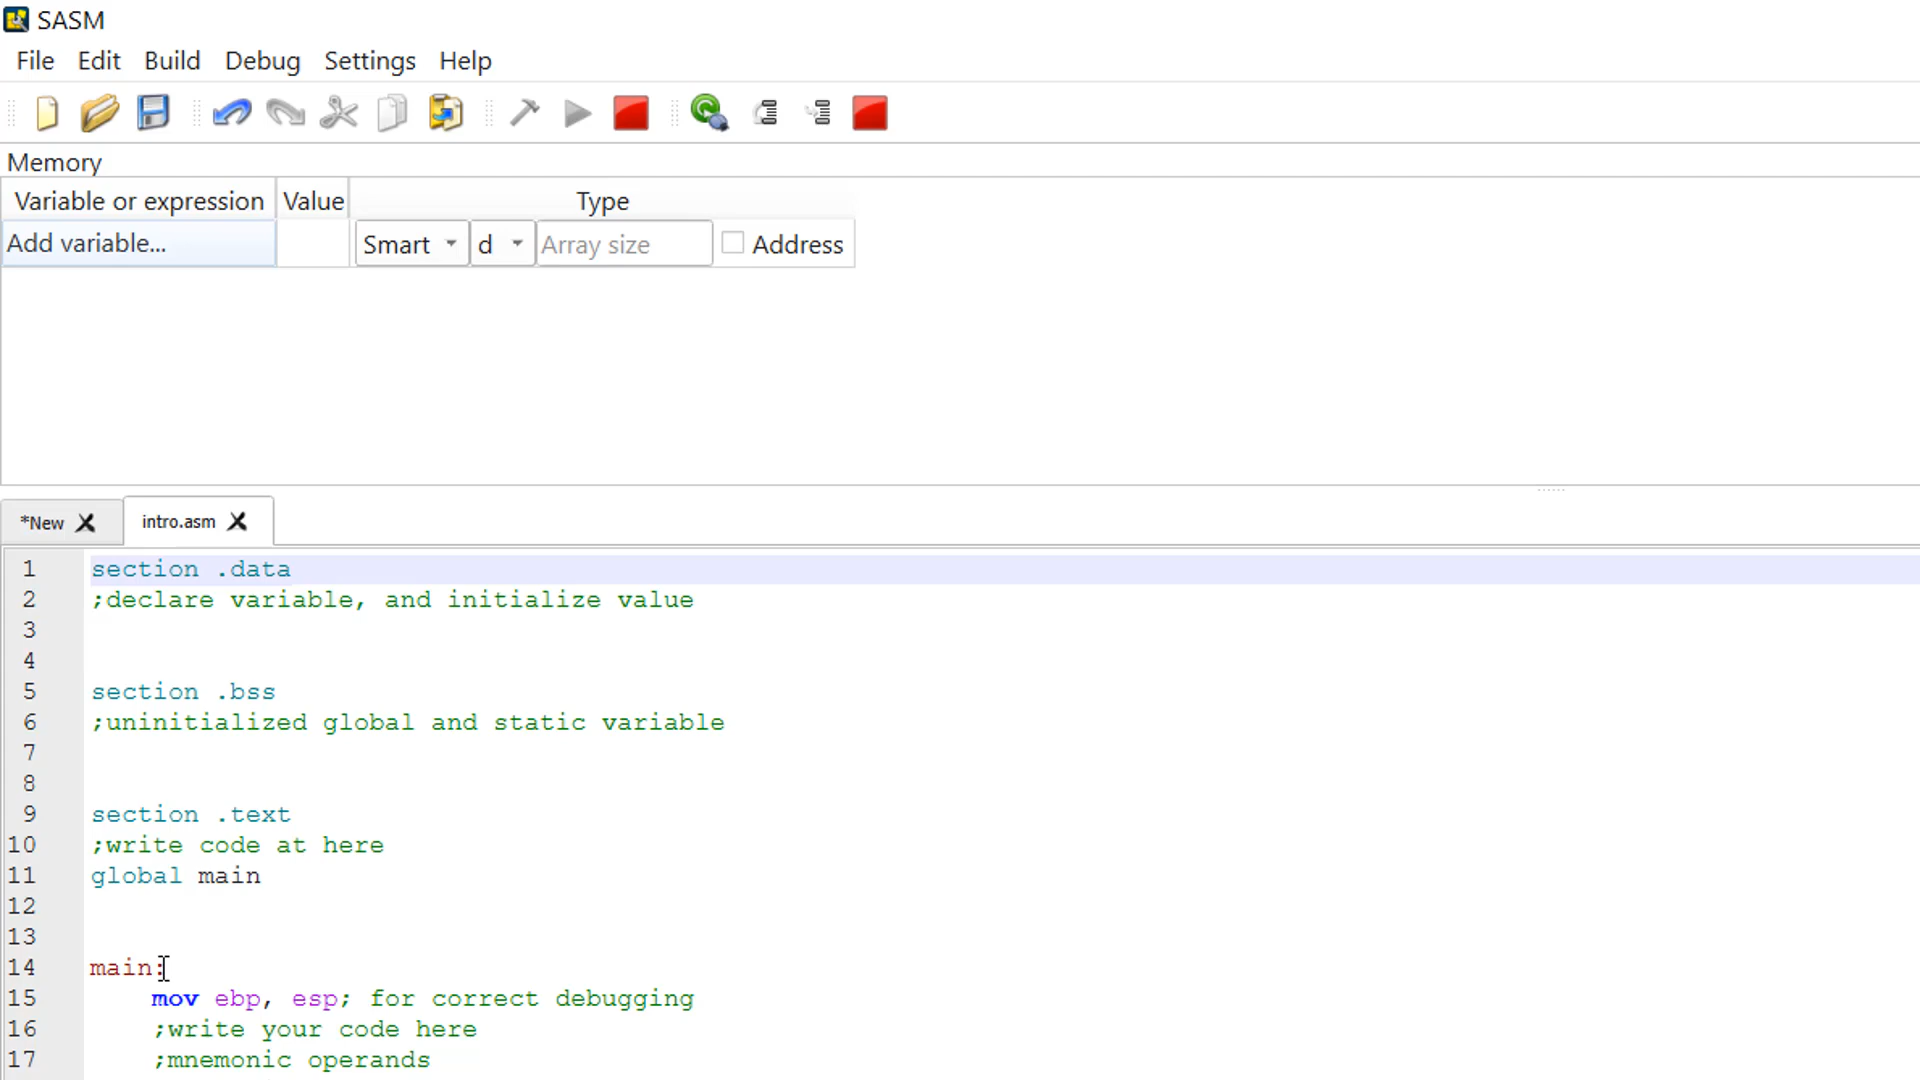 SASM
File Edit Build Debug Settings Help
Memory
Variable or expression Value Type
Add variable... Smart d Array size Address
*New intro.asm
1 section .data
2 ;declare variable, and initialize value
3
4
5 section .bss
6 ;uninitialized global and static variable
7
8
9 section .text
10 ;write code at here
11 global main
12
13
14 main:
15 mov ebp, esp; for correct debugging
16 ;write your code here
17 ;mnemonic operands